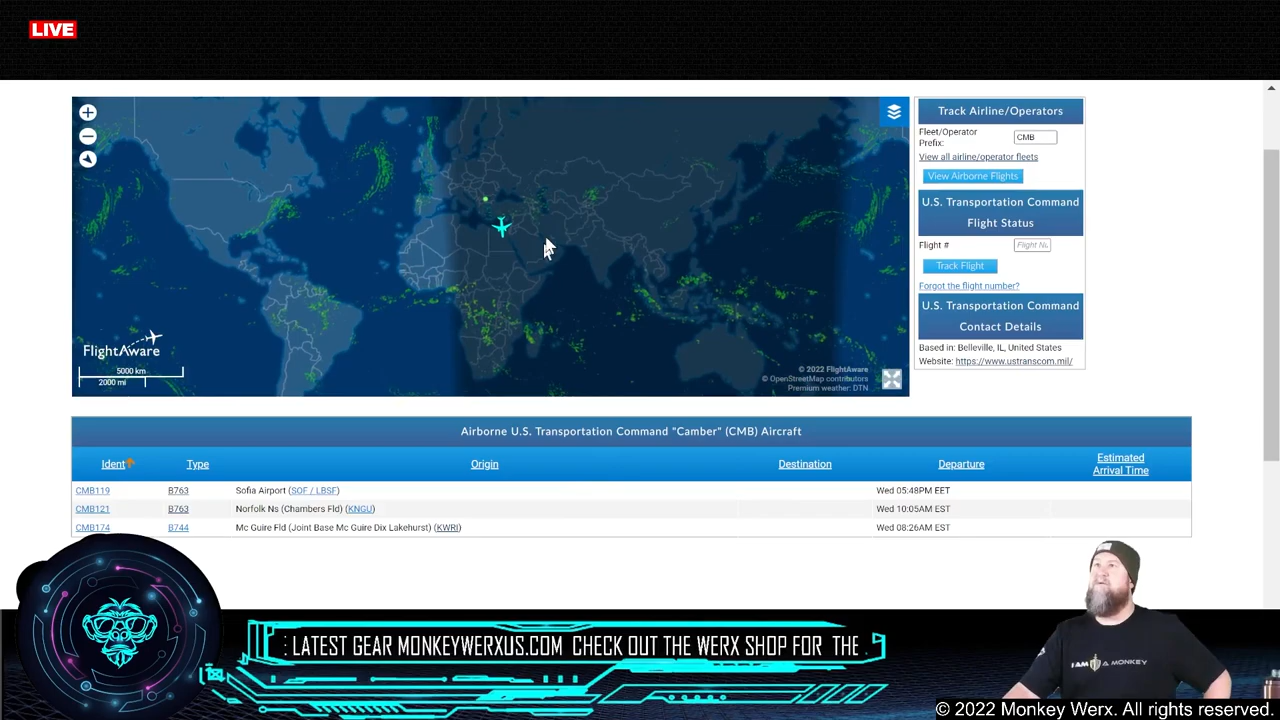 LIVE
Track Airline/Operators
Fleet/Operator
Prefix:
CMB
View all airline/operator fleets
View Airborne Flights
U.S. Transportation Command
Flight Status
Flight #
Flight Nu
Track Flight
Forgot the flight number?
U.S. Transportation Command
Contact Details
Based in: Belleville, IL, United States
Website: https://www.ustranscom.mil/
FlightAware
5000 km
2000 mi
© 2022 FlightAware
© OpenStreetMap contributors
Premium weather: DTN
Airborne U.S. Transportation Command "Camber" (CMB) Aircraft
Ident Type Origin Destination Departure Estimated Arrival Time
CMB119 B763 Sofia Airport (SOF / LBSF) Wed 05:48PM EET
CMB121 B763 Norfolk Ns (Chambers Fld) (KNGU) Wed 10:05AM EST
CMB174 B744 Mc Guire Fld (Joint Base Mc Guire Dix Lakehurst) (KWRI) Wed 08:26AM EST
LATEST GEAR MONKEYWERXUS.COM CHECK OUT THE WERX SHOP FOR THE
I AM A MONKEY
© 2022 Monkey Werx. All rights reserved.